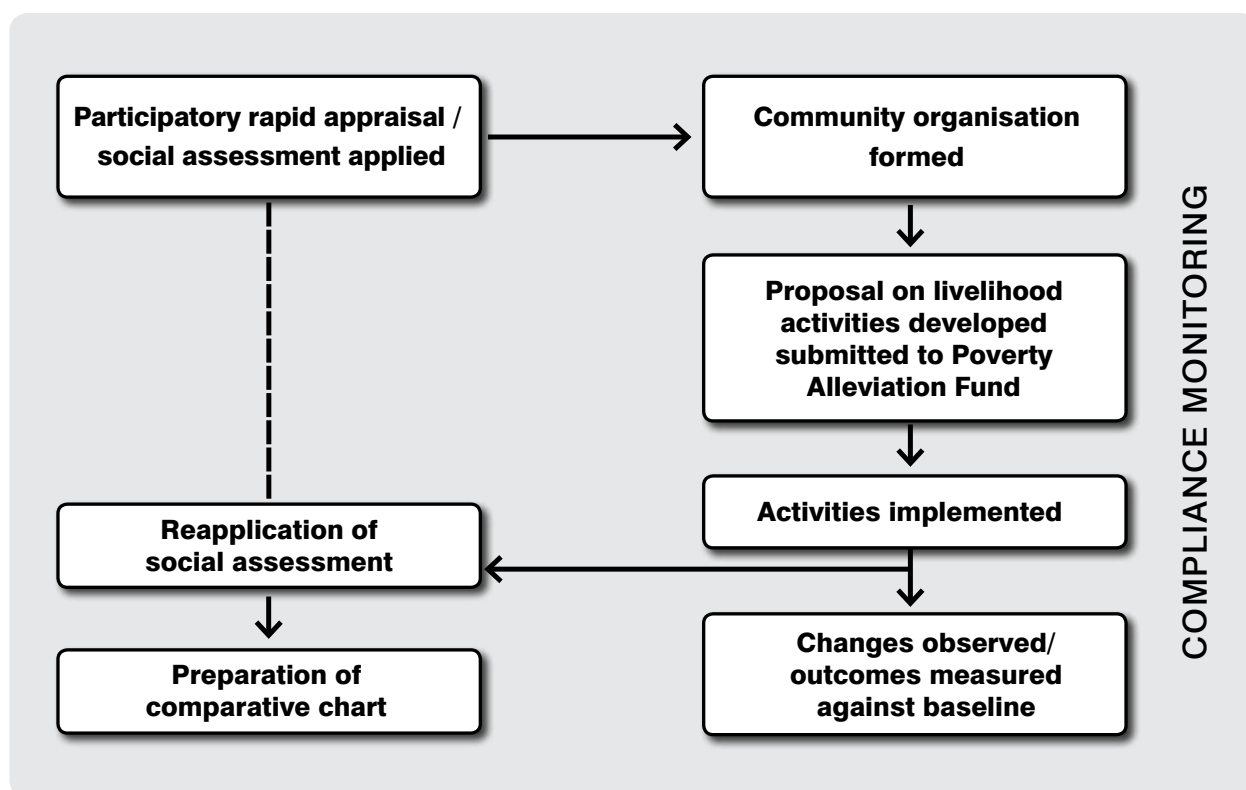 Participatory rapid appraisal /
social assessment applied
Community organisation
formed
Proposal on livelihood
activities developed
submitted to Poverty
Alleviation Fund
Activities implemented
Reapplication of
social assessment
Preparation of
comparative chart
Changes observed/
outcomes measured
against baseline
COMPLIANCE MONITORING